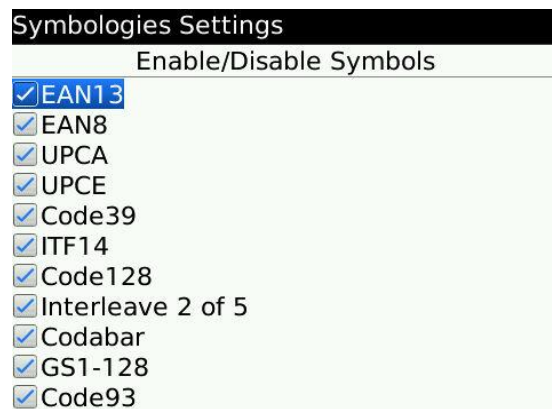 Symbologies Settings
Enable/Disable Symbols
EAN13
EAN8
UPCA
UPCE
Code39
ITF14
Code128
Interleave 2 of 5
Codabar
GS1-128
Code93